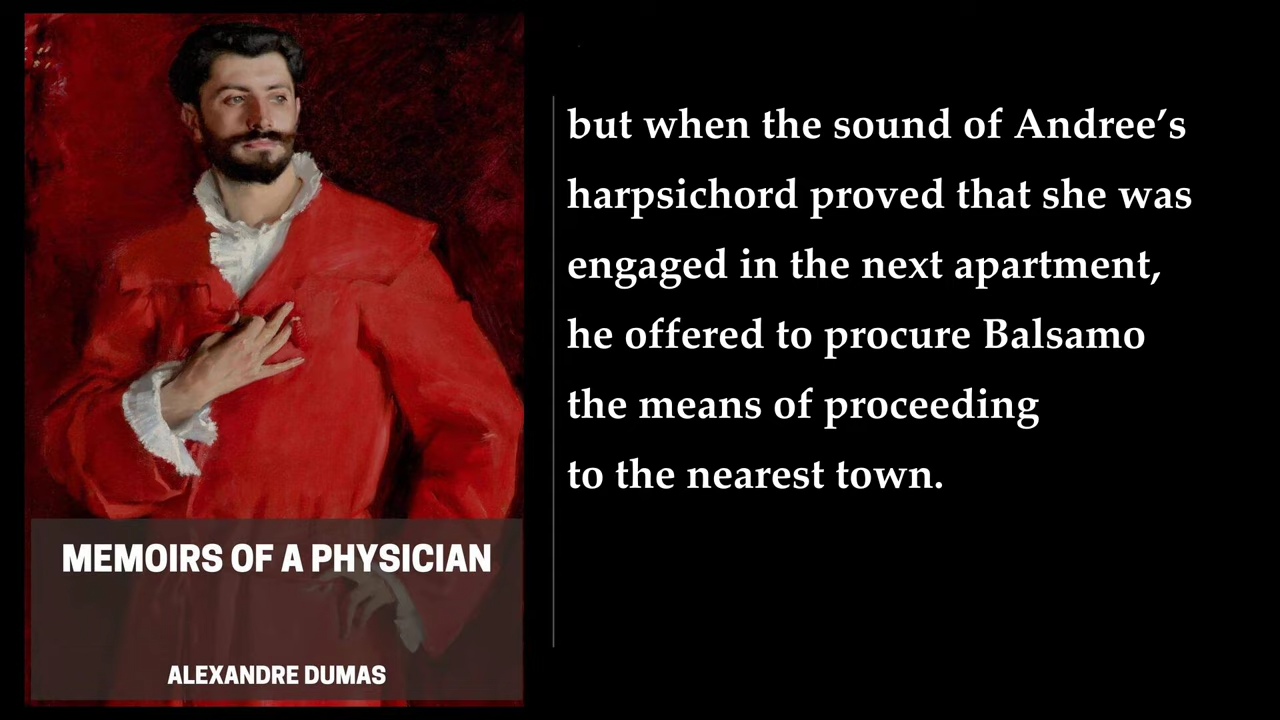 but when the sound of Andree’s
harpsichord proved that she was
engaged in the next apartment,
he offered to procure Balsamo
the means of proceeding
to the nearest town.
MEMOIRS OF A PHYSICIAN
ALEXANDRE DUMAS